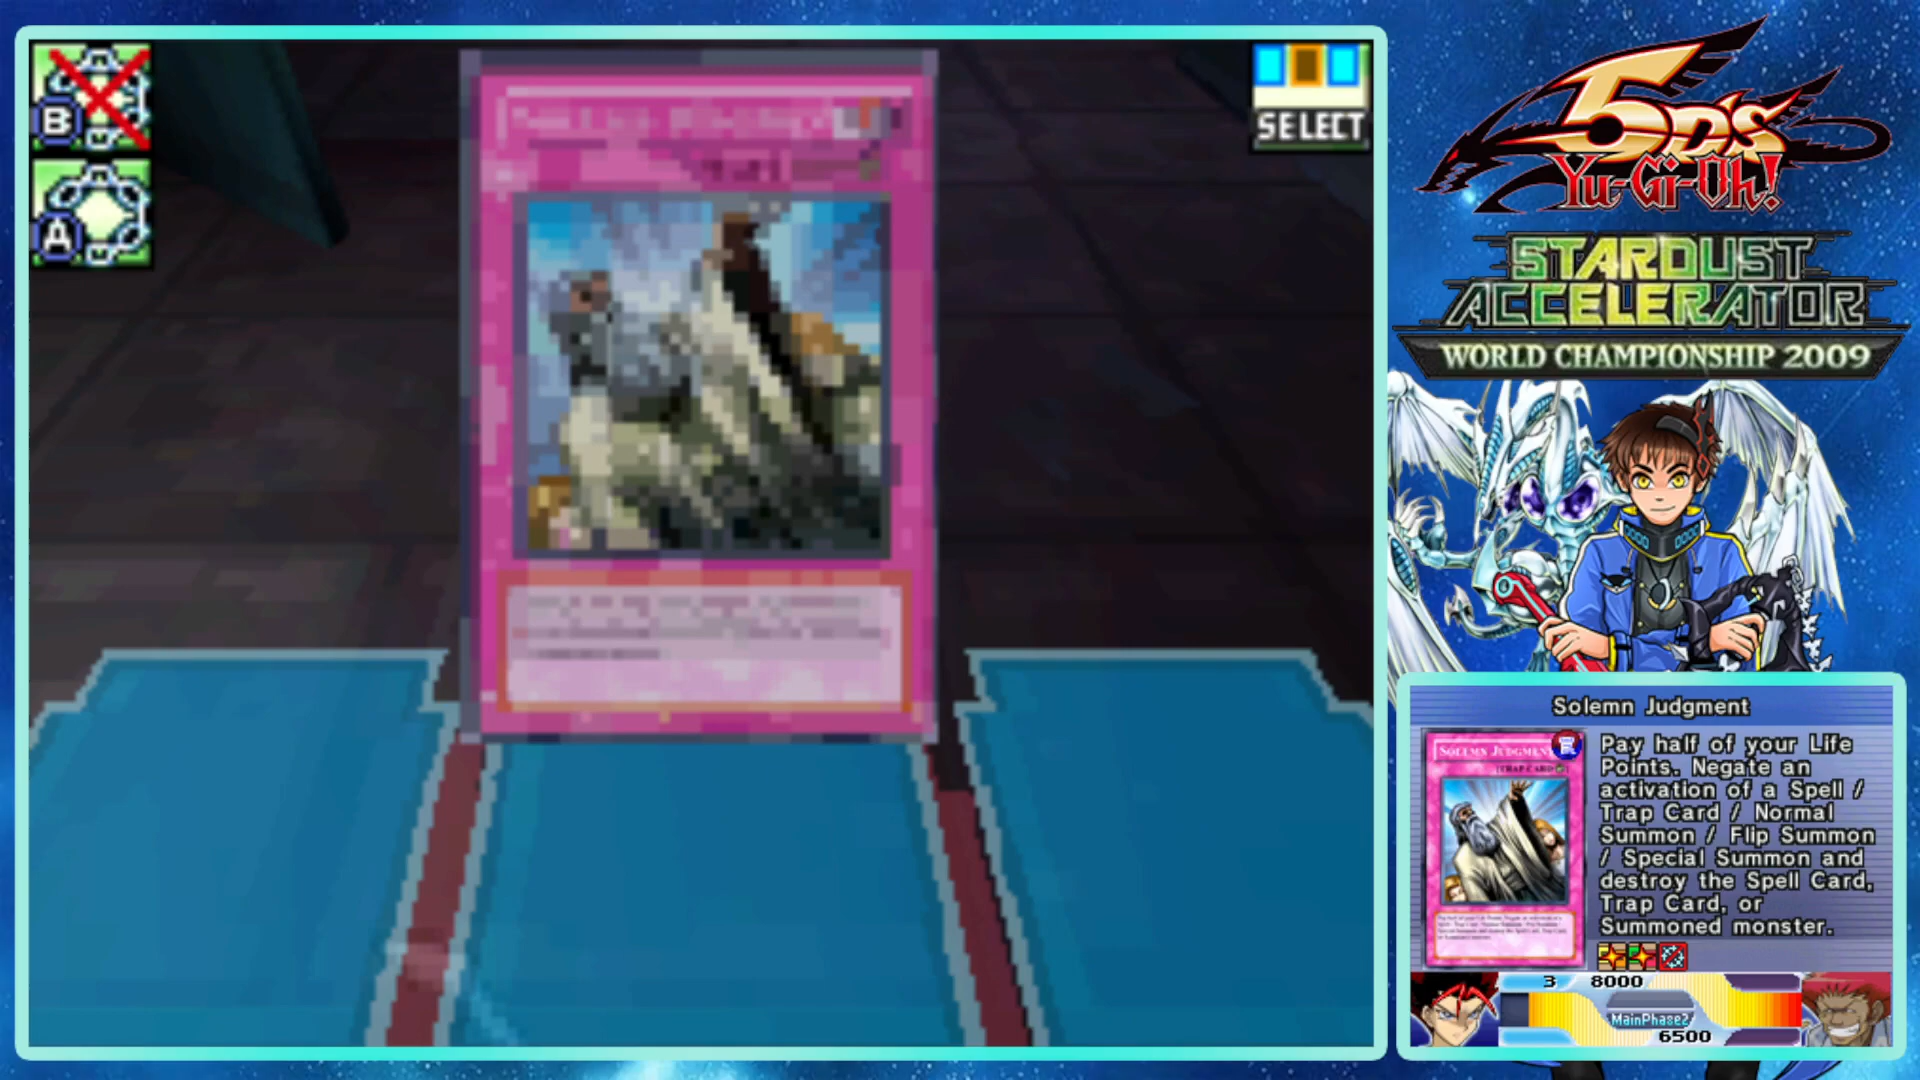 B
A
SELECT
5D's
Yu-Gi-Oh!
STARDUST
ACCELERATOR
WORLD CHAMPIONSHIP 2009
Solemn Judgment
SOLEMN JUDGMENT
[TRAP CARD
Pay half of your Life
Points. Negate an
activation of a Spell /
Trap Card / Normal
Summon / Flip Summon
/ Special Summon and
destroy the Spell Card,
Trap Card, or
Summoned monster.
3 8000
MainPhase2
6500